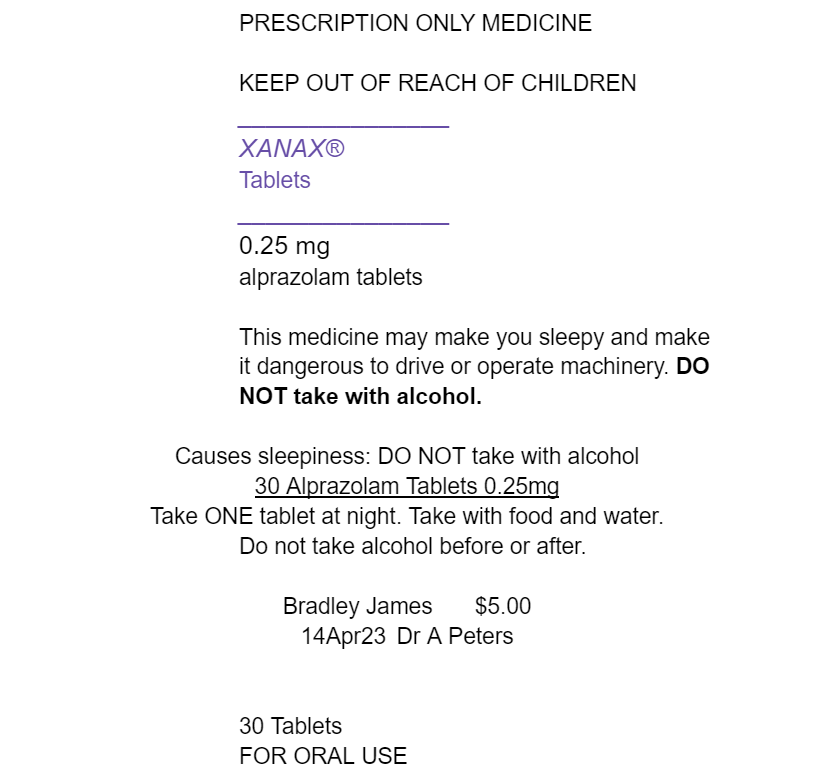 PRESCRIPTION ONLY MEDICINE
KEEP OUT OF REACH OF CHILDREN
XANAX®
Tablets
0.25 mg
alprazolam tablets
This medicine may make you sleepy and make
it dangerous to drive or operate machinery. DO
NOT take with alcohol.
Causes sleepiness: DO NOT take with alcohol
30 Alprazolam Tablets 0.25mg
Take ONE tablet at night. Take with food and water.
Do not take alcohol before or after.
Bradley James $5.00
14Apr23 Dr A Peters
30 Tablets
FOR ORAL USE